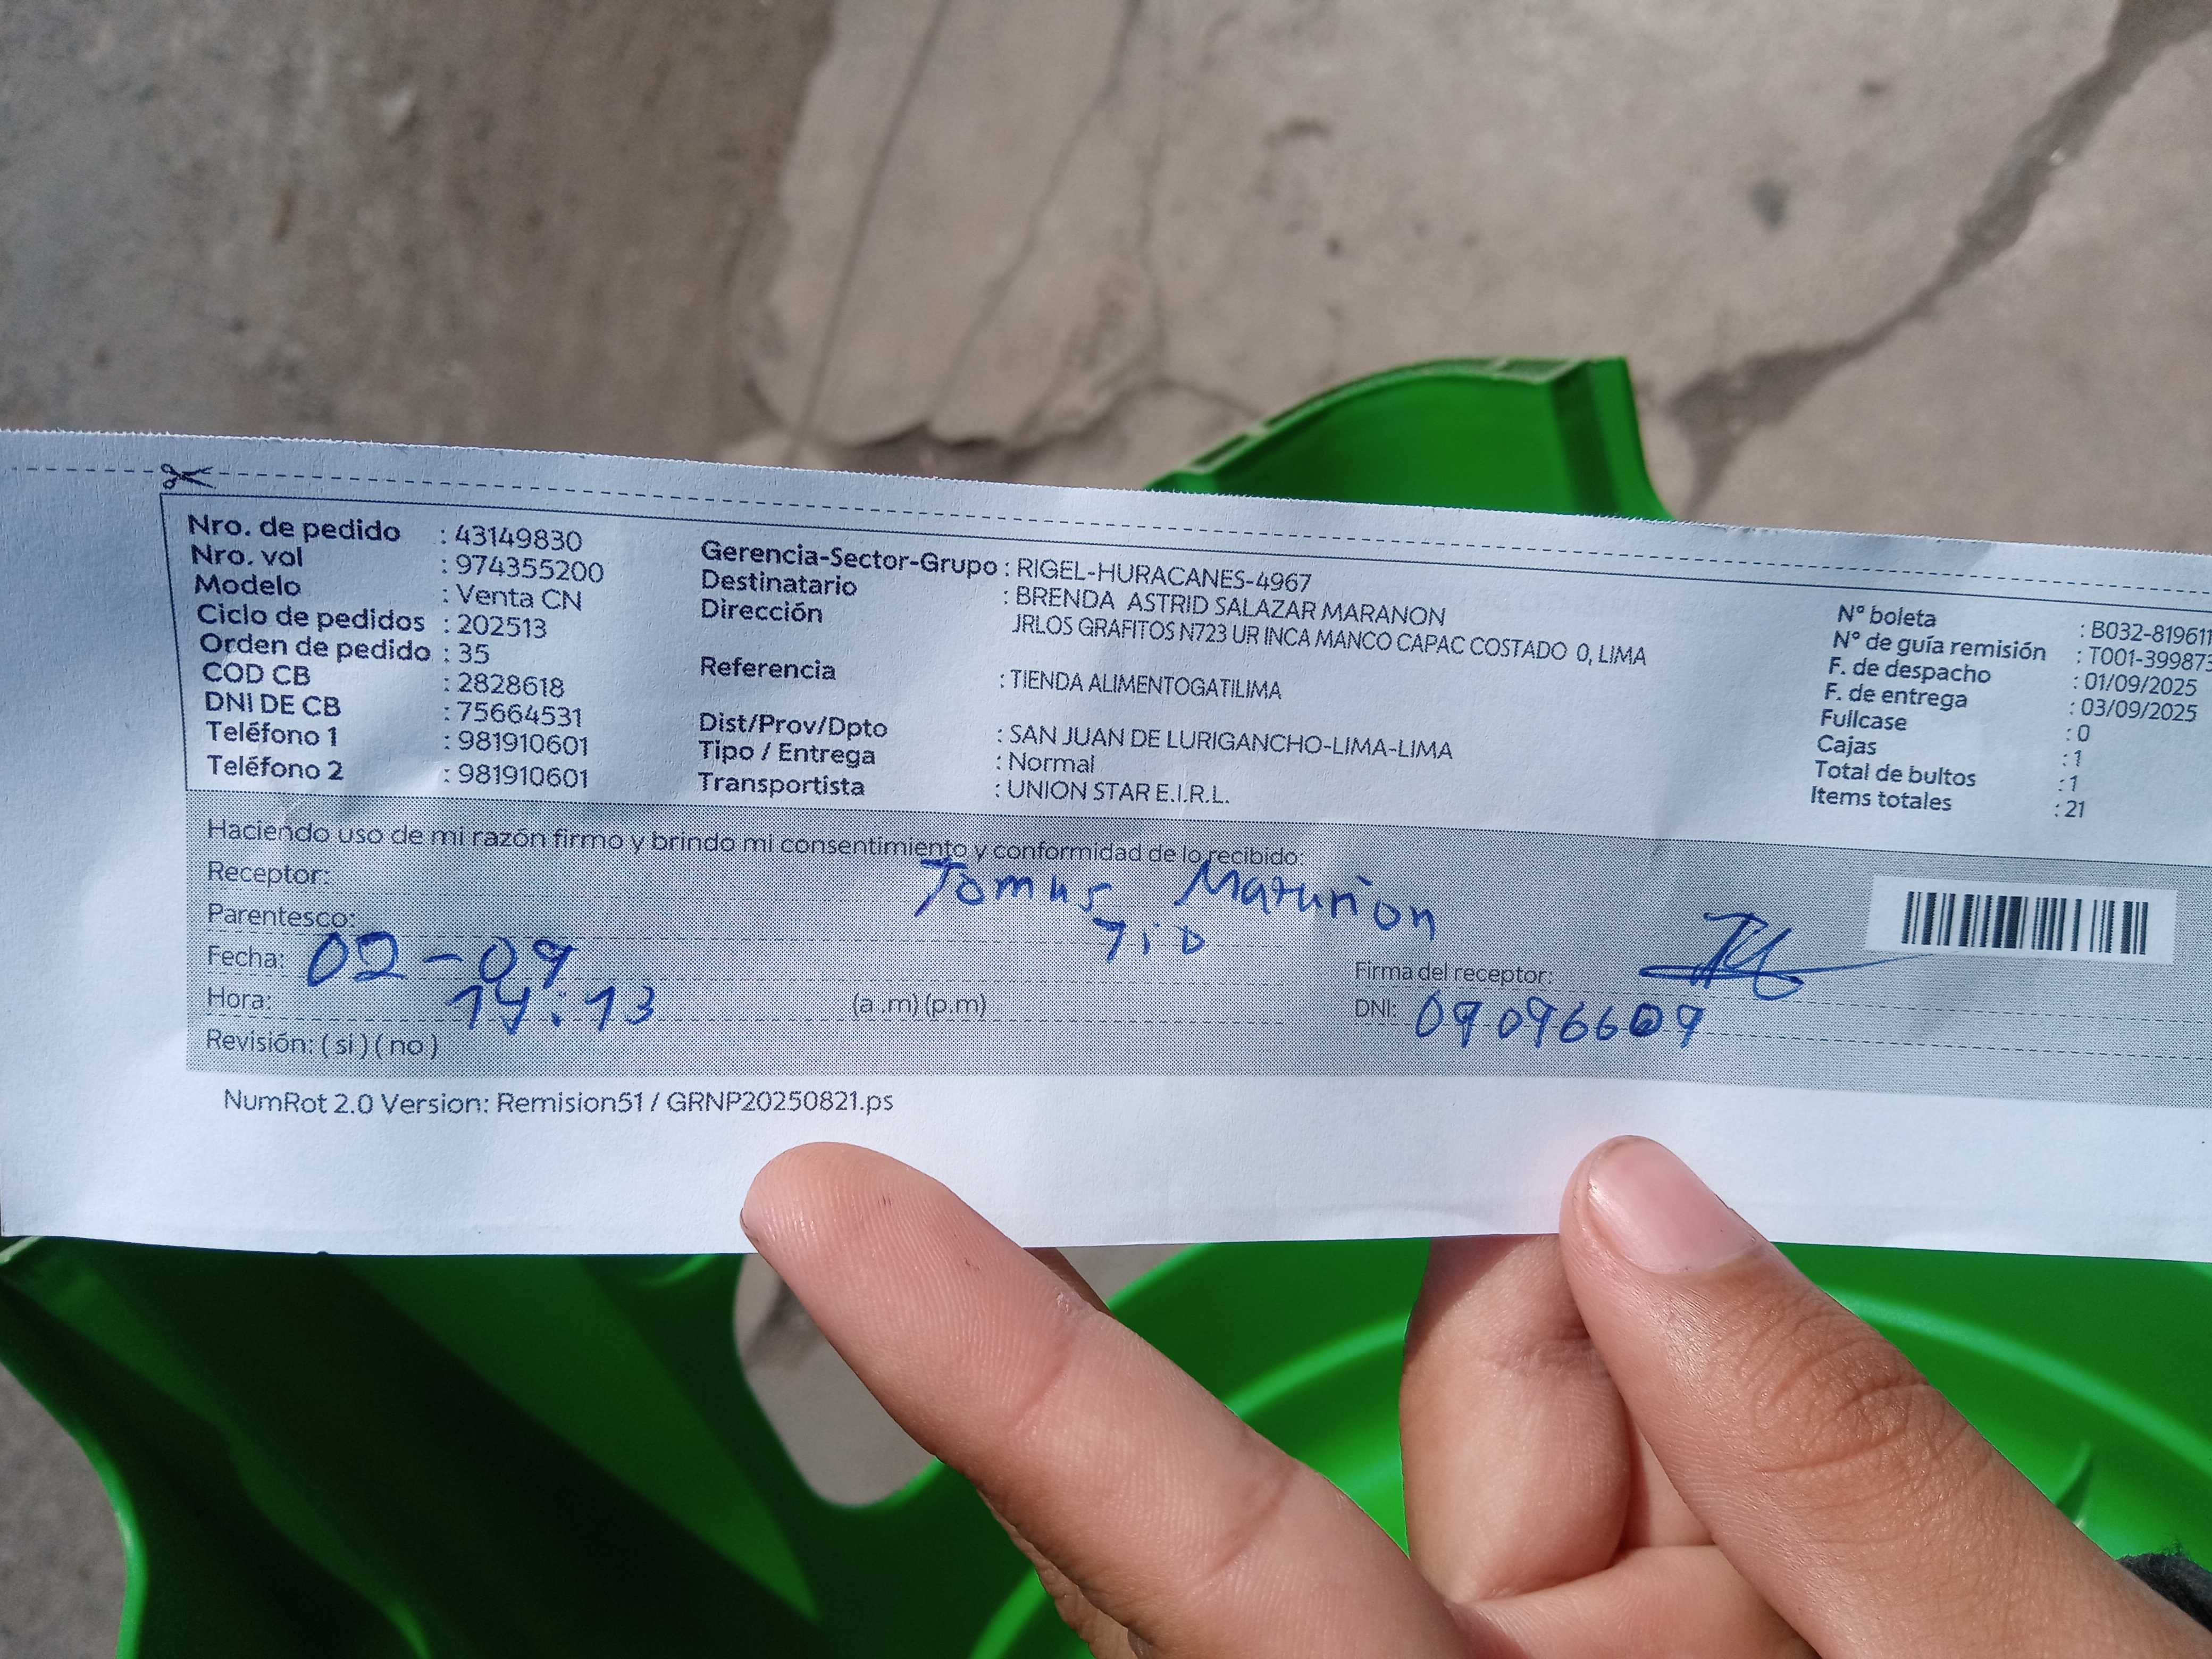 Nro. de pedido : 43149830
Nro. vol : 974355200
Modelo : Venta CN
Ciclo de pedidos : 202513
Orden de pedido : 35
COD CB : 2828618
DNI DE CB : 75664531
Teléfono 1 : 981910601
Teléfono 2 : 981910601
Gerencia-Sector-Grupo : RIGEL-HURACANES-4967
Destinatario : BRENDA ASTRID SALAZAR MARANON
Dirección JRLOS GRAFITOS N723 UR INCA MANCO CAPAC COSTADO 0, LIMA
Referencia : TIENDA ALIMENTOGATILIMA
Dist/Prov/Dpto : SAN JUAN DE LURIGANCHO-LIMA-LIMA
Tipo / Entrega : Normal
Transportista : UNION STAR E.I.R.L.
N° boleta : B032-819611
N° de guía remisión : T001-399873
F. de despacho : 01/09/2025
F. de entrega : 03/09/2025
Fullcase : 0
Cajas : 1
Total de bultos : 1
Items totales : 21
Haciendo uso de mi razón firmo y brindo mi consentimiento y conformidad de lo recibido:
Receptor: Tomas Marañon
Parentesco: Tio
Fecha: 02-09
Firma del receptor:
Hora: 14:13 (a .m) (p.m)
DNI: 09096609
Revisión: ( si ) ( no )
NumRot 2.0 Version: Remision51 / GRNP20250821.ps